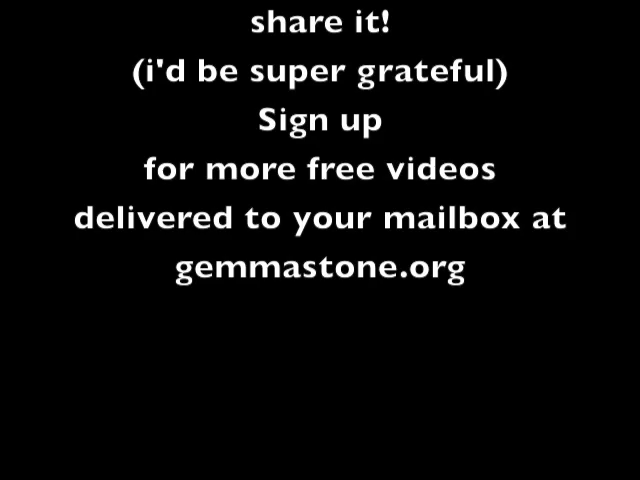 share it!
(i'd be super grateful)
Sign up
for more free videos
delivered to your mailbox at
gemmastone.org